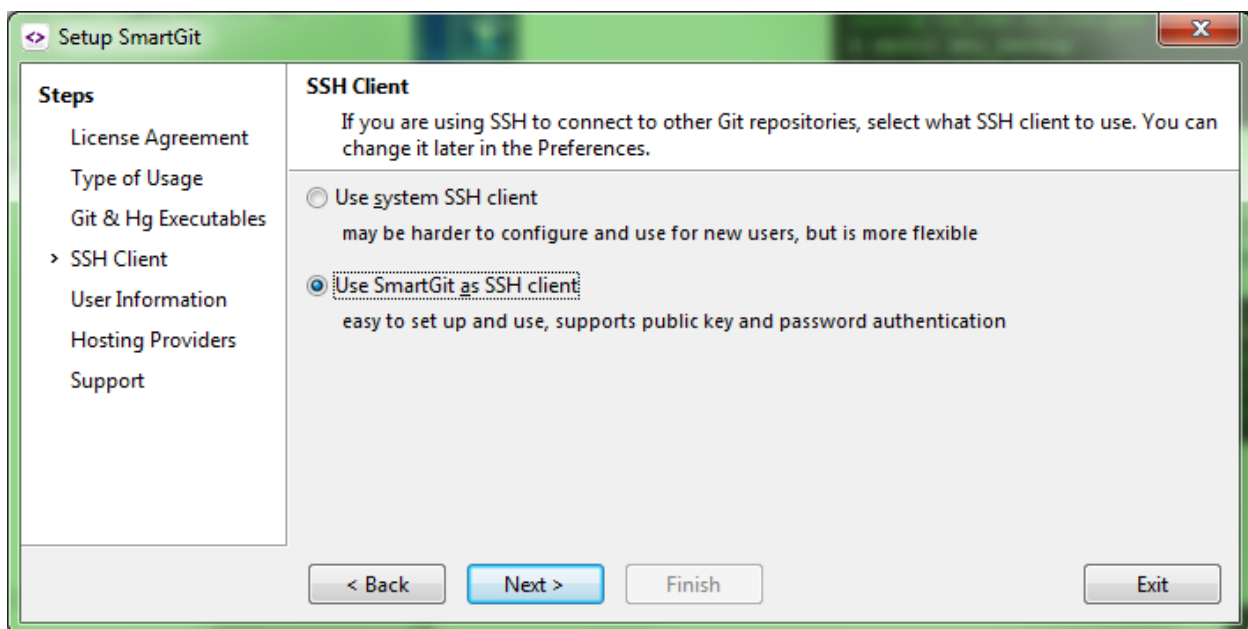 Setup SmartGit
Steps
License Agreement
Type of Usage
Git & Hg Executables
SSH Client
User Information
Hosting Providers
Support
SSH Client
If you are using SSH to connect to other Git repositories, select what SSH client to use. You can
change it later in the Preferences.
Use system SSH client
may be harder to configure and use for new users, but is more flexible
Use SmartGit as SSH client
easy to set up and use, supports public key and password authentication
< Back
Next >
Finish
Exit